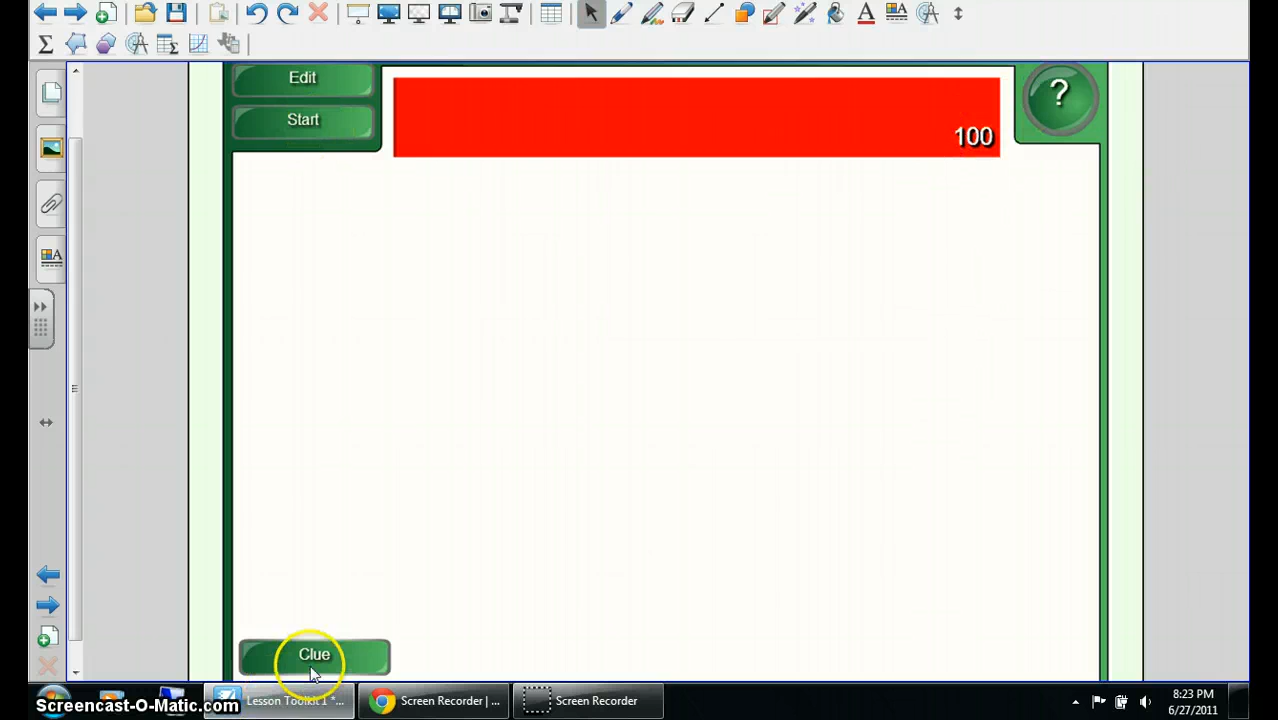 Edit
Start
100
?
Clue
Lesson Toolkit 1 *...
Screen Recorder | ...
Screen Recorder
8:23 PM
6/27/2011
Screencast-O-Matic.com